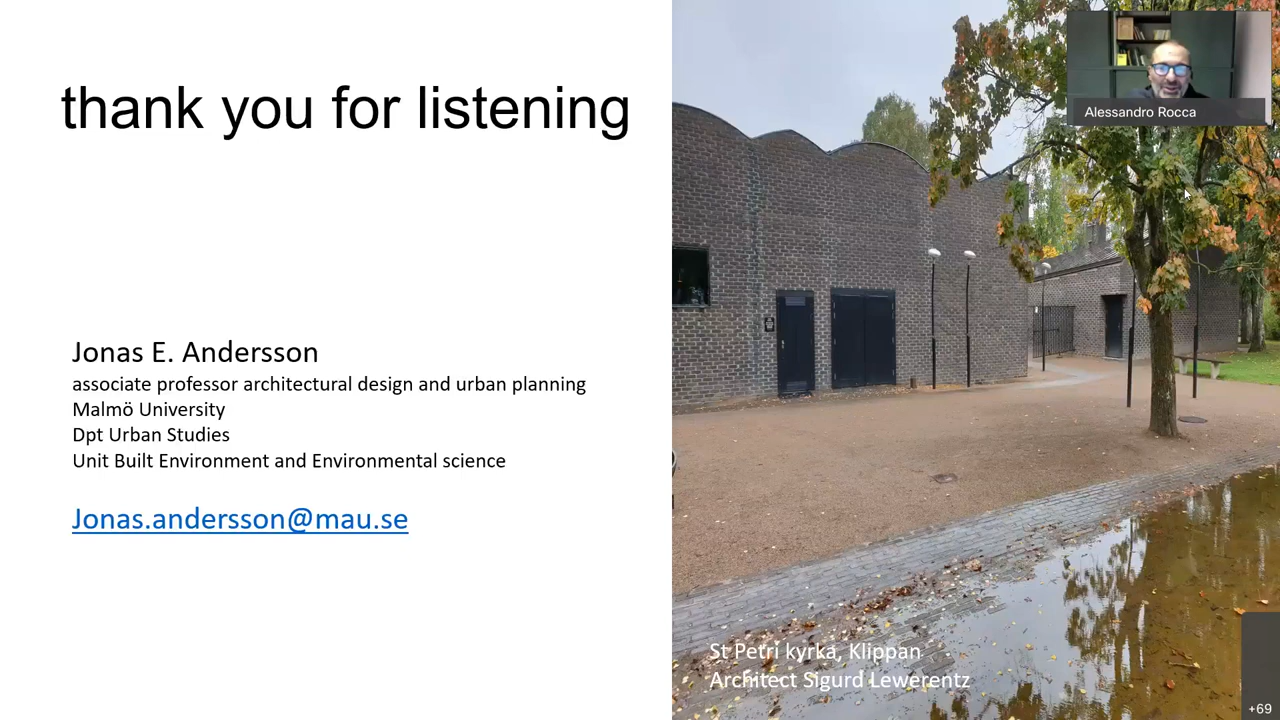 thank you for listening
Jonas E. Andersson
associate professor architectural design and urban planning
Malmö University
Dpt Urban Studies
Unit Built Environment and Environmental science
Jonas.andersson@mau.se
Alessandro Rocca
St Petri kyrka, Klippan
Architect Sigurd Lewerentz
+69